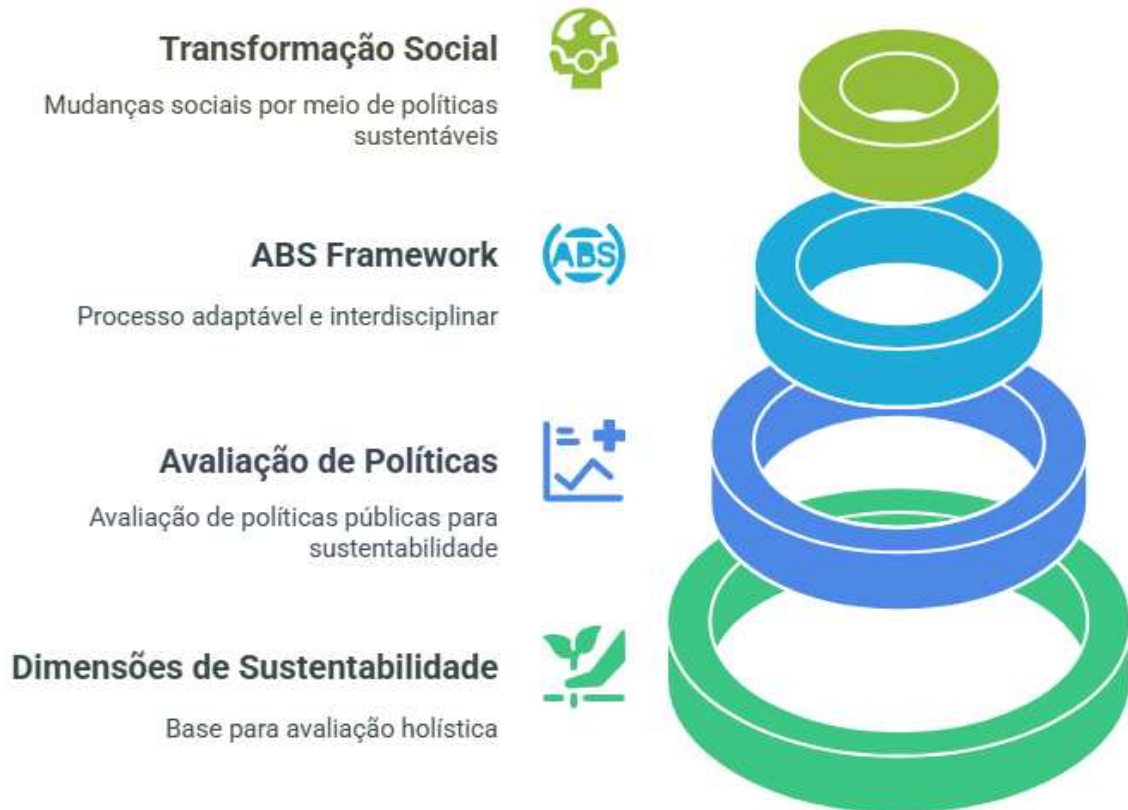 Transformação Social
Mudanças sociais por meio de políticas
sustentáveis
ABS Framework
ABS
Processo adaptável e interdisciplinar
Avaliação de Políticas
Avaliação de políticas públicas para
sustentabilidade
Dimensões de Sustentabilidade
Base para avaliação holística